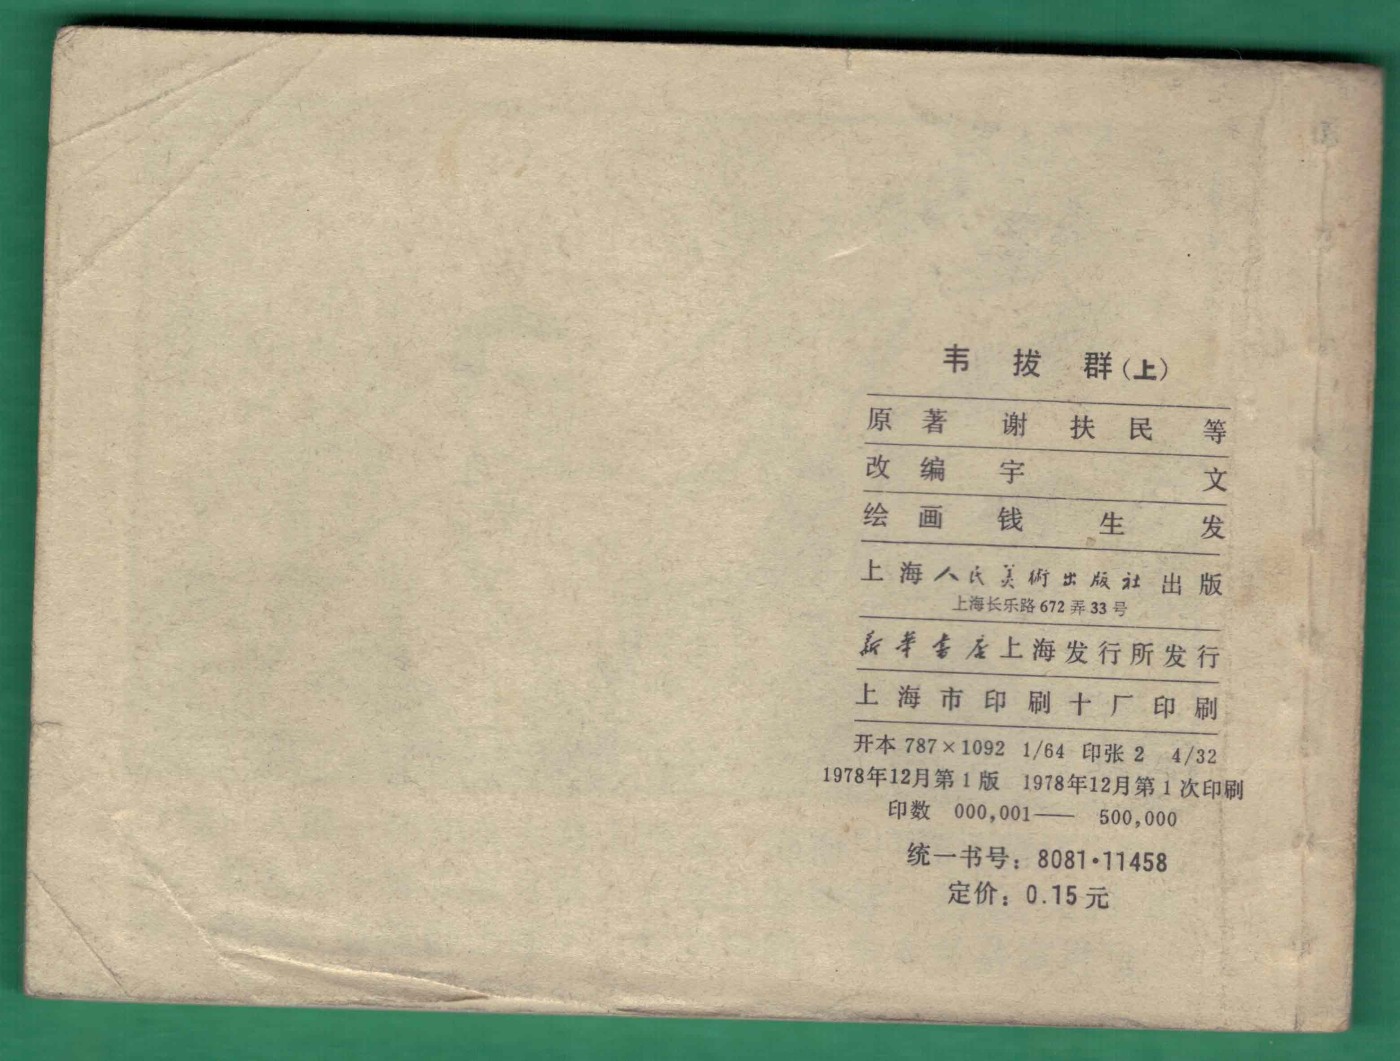 韦拔群(上)
原著 谢扶民 等
改编 宇文
绘画 钱生发
上海人民美術出版社出版
上海长乐路672弄33号
新华書店上海发行所发行
上海市印刷十厂印刷
开本 787×1092 1/64 印张 2 4/32
1978年12月第1版 1978年12月第1次印刷
印数 000,001—— 500,000
统一书号：8081·11458
定价：0.15元